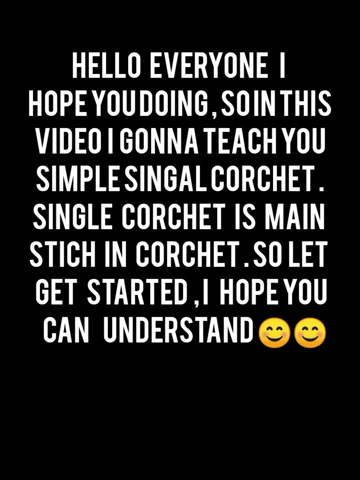 HELLO EVERYONE I
HOPE YOU DOING , SO IN THIS
VIDEO I GONNA TEACH YOU
SIMPLE SINGAL CORCHET .
SINGLE CORCHET IS MAIN
STICH IN CORCHET . SO LET
GET STARTED , I HOPE YOU
CAN UNDERSTAND😊😊